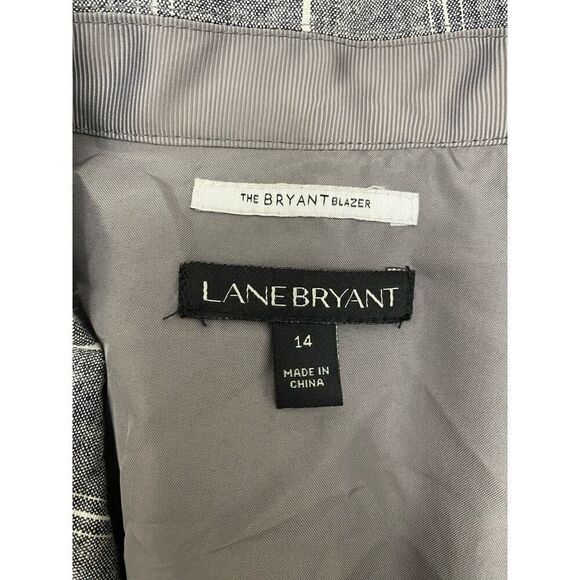 THE BRYANT BLAZER
LANE BRYANT
14
MADE IN
CHINA